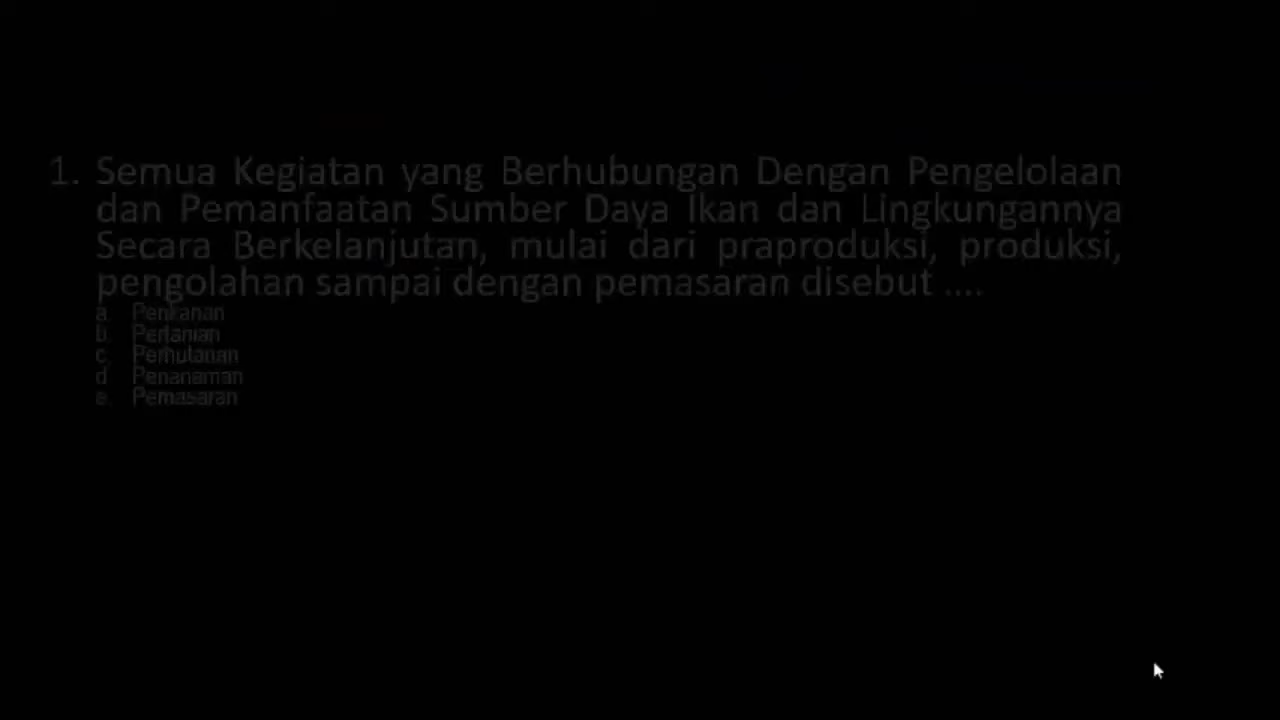 1. Semua Kegiatan yang Berhubungan Dengan Pengelolaan
dan Pemanfaatan Sumber Daya Ikan dan Lingkungannya
Secara Berkelanjutan, mulai dari praproduksi, produksi,
pengolahan sampai dengan pemasaran disebut ....
a. Perikanan
b. Pertanian
c. Perhutanan
d. Penanaman
e. Pemasaran